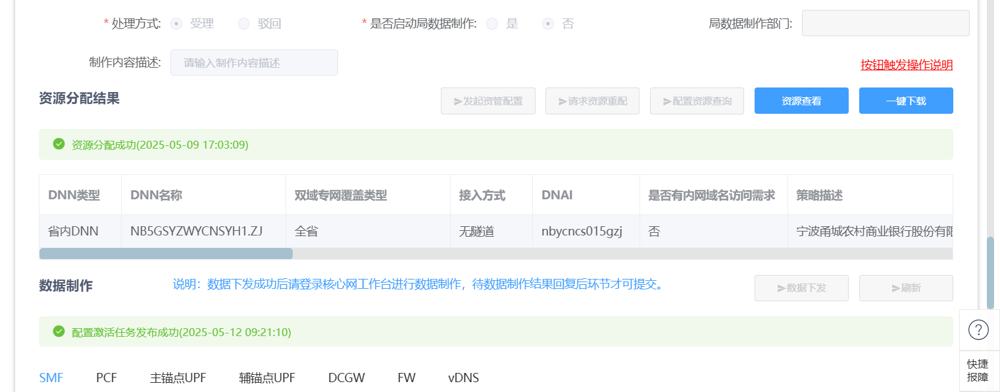 * 处理方式: 受理 驳回 * 是否启动局数据制作: 是 否 局数据制作部门:
制作内容描述: 请输入制作内容描述 按钮触发操作说明
资源分配结果 发起资管配置 请求资源重配 配置资源查询 资源查看 一键下载
资源分配成功(2025-05-09 17:03:09)
DNN类型 DNN名称 双域专网覆盖类型 接入方式 DNAI 是否有内网域名访问需求 策略描述
省内DNN NB5GSYZWYCNSYH1.ZJ 全省 无隧道 nbycncs015gzj 否 宁波甬城农村商业银行股份有限
数据制作 说明：数据下发成功后请登录核心网工作台进行数据制作，待数据制作结果回复后环节才可提交。 数据下发 刷新
配置激活任务发布成功(2025-05-12 09:21:10)
SMF PCF 主锚点UPF 辅锚点UPF DCGW FW vDNS
?
快捷
报障